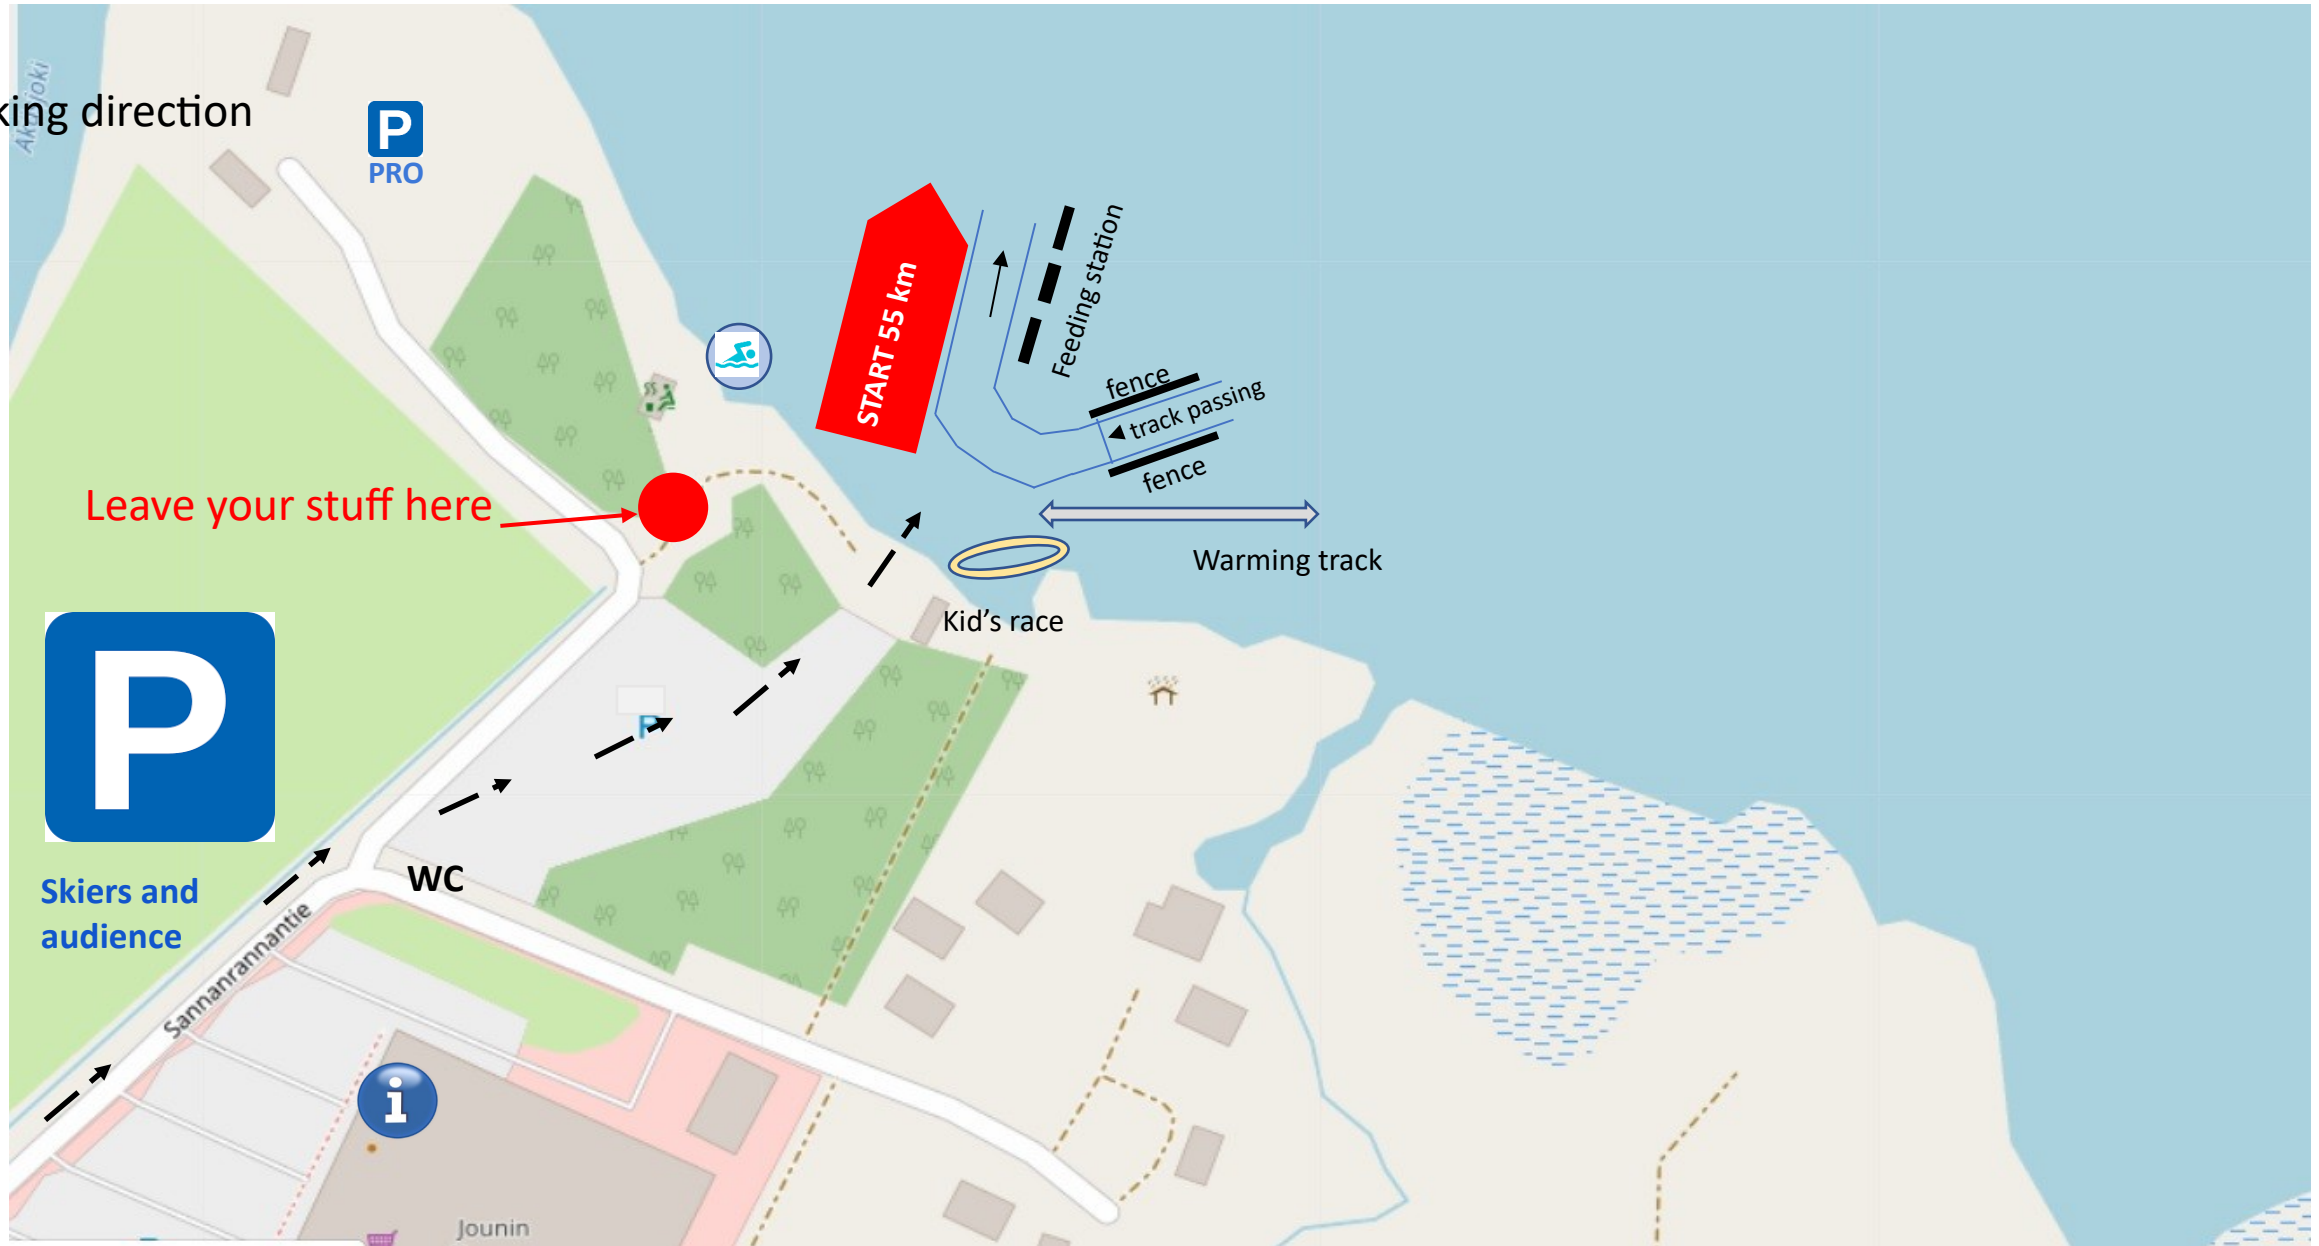 Äkäsjoki
king direction
P
PRO
START 55 km
Feeding station
fence
track passing
fence
Leave your stuff here
Warming track
Kid’s race
P
P
Skiers and
audience
WC
Sannanrannantie
i
Jounin